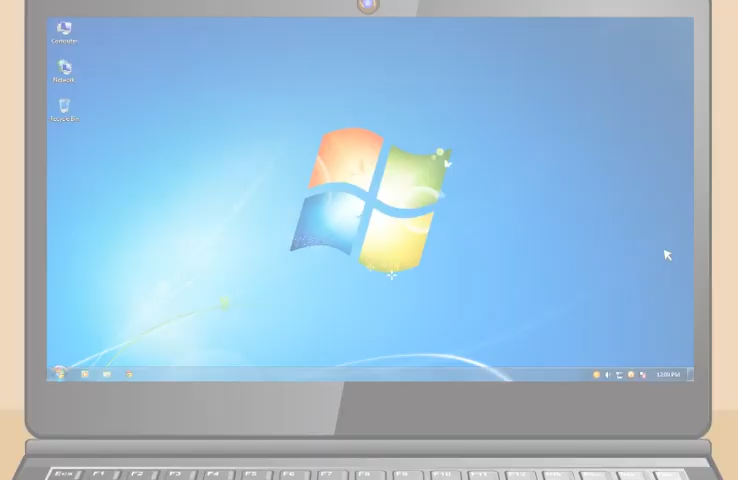 Computer
Network
Recycle Bin
12:00 PM
Esc F1 F2 F3 F4 F5 F6 F7 F8 F9 F10 F11 F12